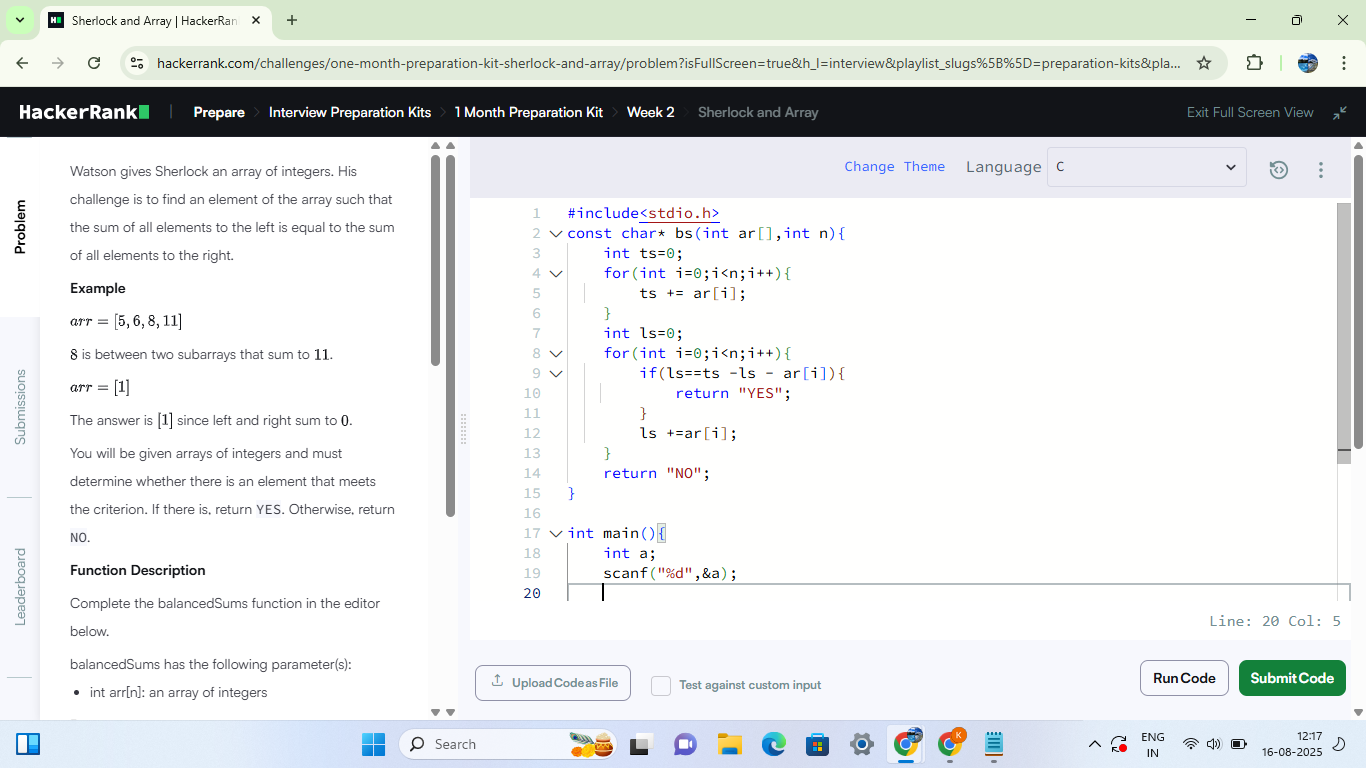 Sherlock and Array | HackerRan
hackerrank.com/challenges/one-month-preparation-kit-sherlock-and-array/problem?isFullScreen=true&h_l=interview&playlist_slugs%5B%5D=preparation-kits&pla...
HackerRank Prepare Interview Preparation Kits 1 Month Preparation Kit Week 2 Sherlock and Array Exit Full Screen View
Problem
Submissions
Leaderboard
Watson gives Sherlock an array of integers. His
challenge is to find an element of the array such that
the sum of all elements to the left is equal to the sum
of all elements to the right.
Example
arr = [5, 6, 8, 11]
8 is between two subarrays that sum to 11.
arr = [1]
The answer is [1] since left and right sum to 0.
You will be given arrays of integers and must
determine whether there is an element that meets
the criterion. If there is, return YES. Otherwise, return
NO.
Function Description
Complete the balancedSums function in the editor
below.
balancedSums has the following parameter(s):
• int arr[n]: an array of integers
Change Theme Language C
1 #include<stdio.h>
2 const char* bs(int ar[],int n){
3 int ts=0;
4 for(int i=0;i<n;i++){
5 ts += ar[i];
6 }
7 int ls=0;
8 for(int i=0;i<n;i++){
9 if(ls==ts -ls - ar[i]){
10 return "YES";
11 }
12 ls +=ar[i];
13 }
14 return "NO";
15 }
16
17 int main(){
18 int a;
19 scanf("%d",&a);
20
Line: 20 Col: 5
Upload Code as File Test against custom input Run Code Submit Code
Search
K
ENG
IN
12:17
16-08-2025